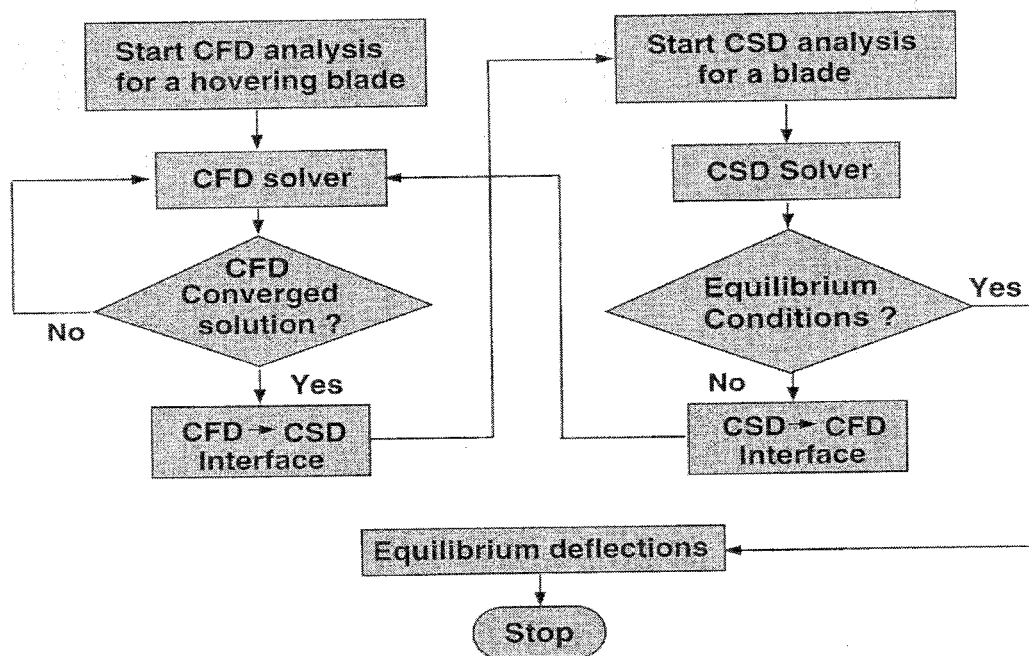 Start CFD analysis
for a hovering blade
CFD solver
CFD
Converged
solution ?
No
Yes
CFD → CSD
Interface
Start CSD analysis
for a blade
CSD Solver
Equilibrium
Conditions ?
Yes
No
CSD → CFD
Interface
Equilibrium deflections
Stop